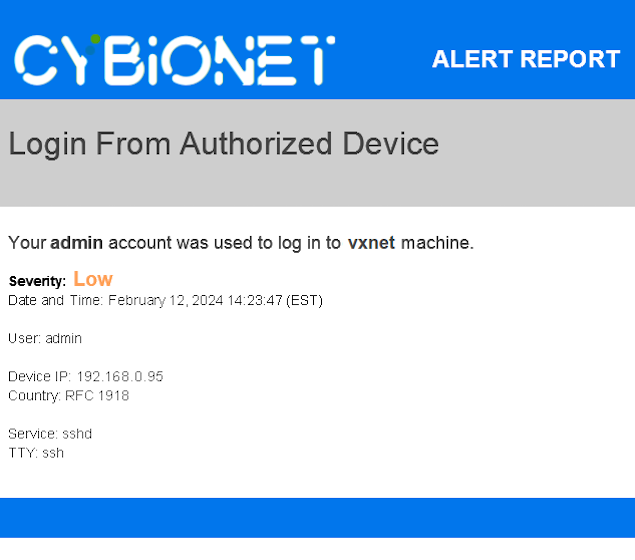 CYBiONET
ALERT REPORT
Login From Authorized Device
Your admin account was used to log in to vxnet machine.
Severity: Low
Date and Time: February 12, 2024 14:23:47 (EST)
User: admin
Device IP: 192.168.0.95
Country: RFC 1918
Service: sshd
TTY: ssh